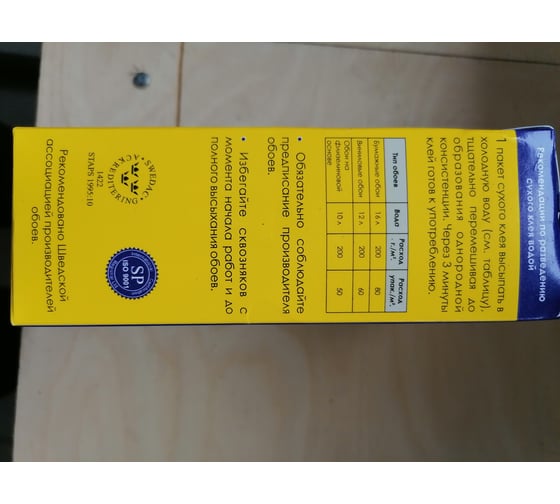 Рекомендации по разведению
сухого клея водой
1 пакет сухого клея высыпать в
холодную воду (см. таблицу),
тщательно перемешивая до
образования однородной
консистенции. Через 3 минуты
клей готов к употреблению.
Тип обоев Вода Расход г./м². Расход упак./м².
Бумажные обои 16 л 200 80
Виниловые обои 12 л 200 60
Обои на флизелиновой основе 10 л 200 50
• Обязательно соблюдайте
предписание производителя
обоев.
• Избегайте сквозняков с
момента начала работ и до
полного высыхания обоев.
SWEDAC
ACKREDITERING
1422
STAFS 1995:10
SP
ISO 9001
Рекомендовано Шведской
ассоциацией производителей
обоев.